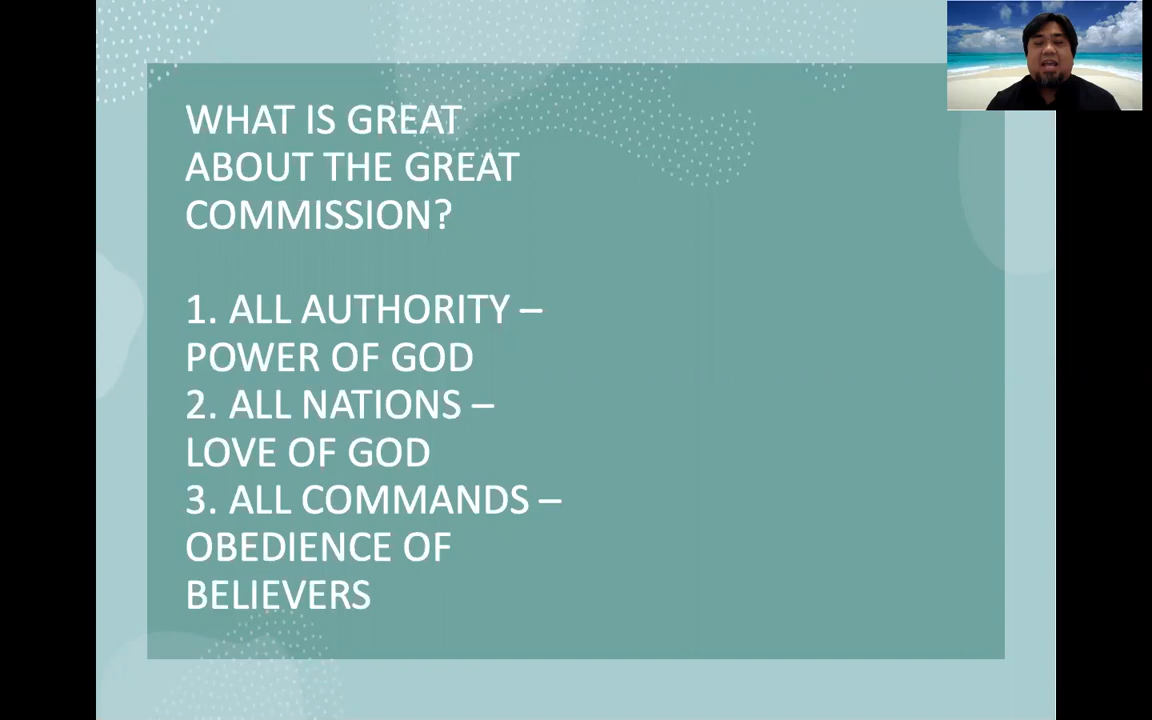 WHAT IS GREAT
ABOUT THE GREAT
COMMISSION?
1. ALL AUTHORITY –
POWER OF GOD
2. ALL NATIONS –
LOVE OF GOD
3. ALL COMMANDS –
OBEDIENCE OF
BELIEVERS